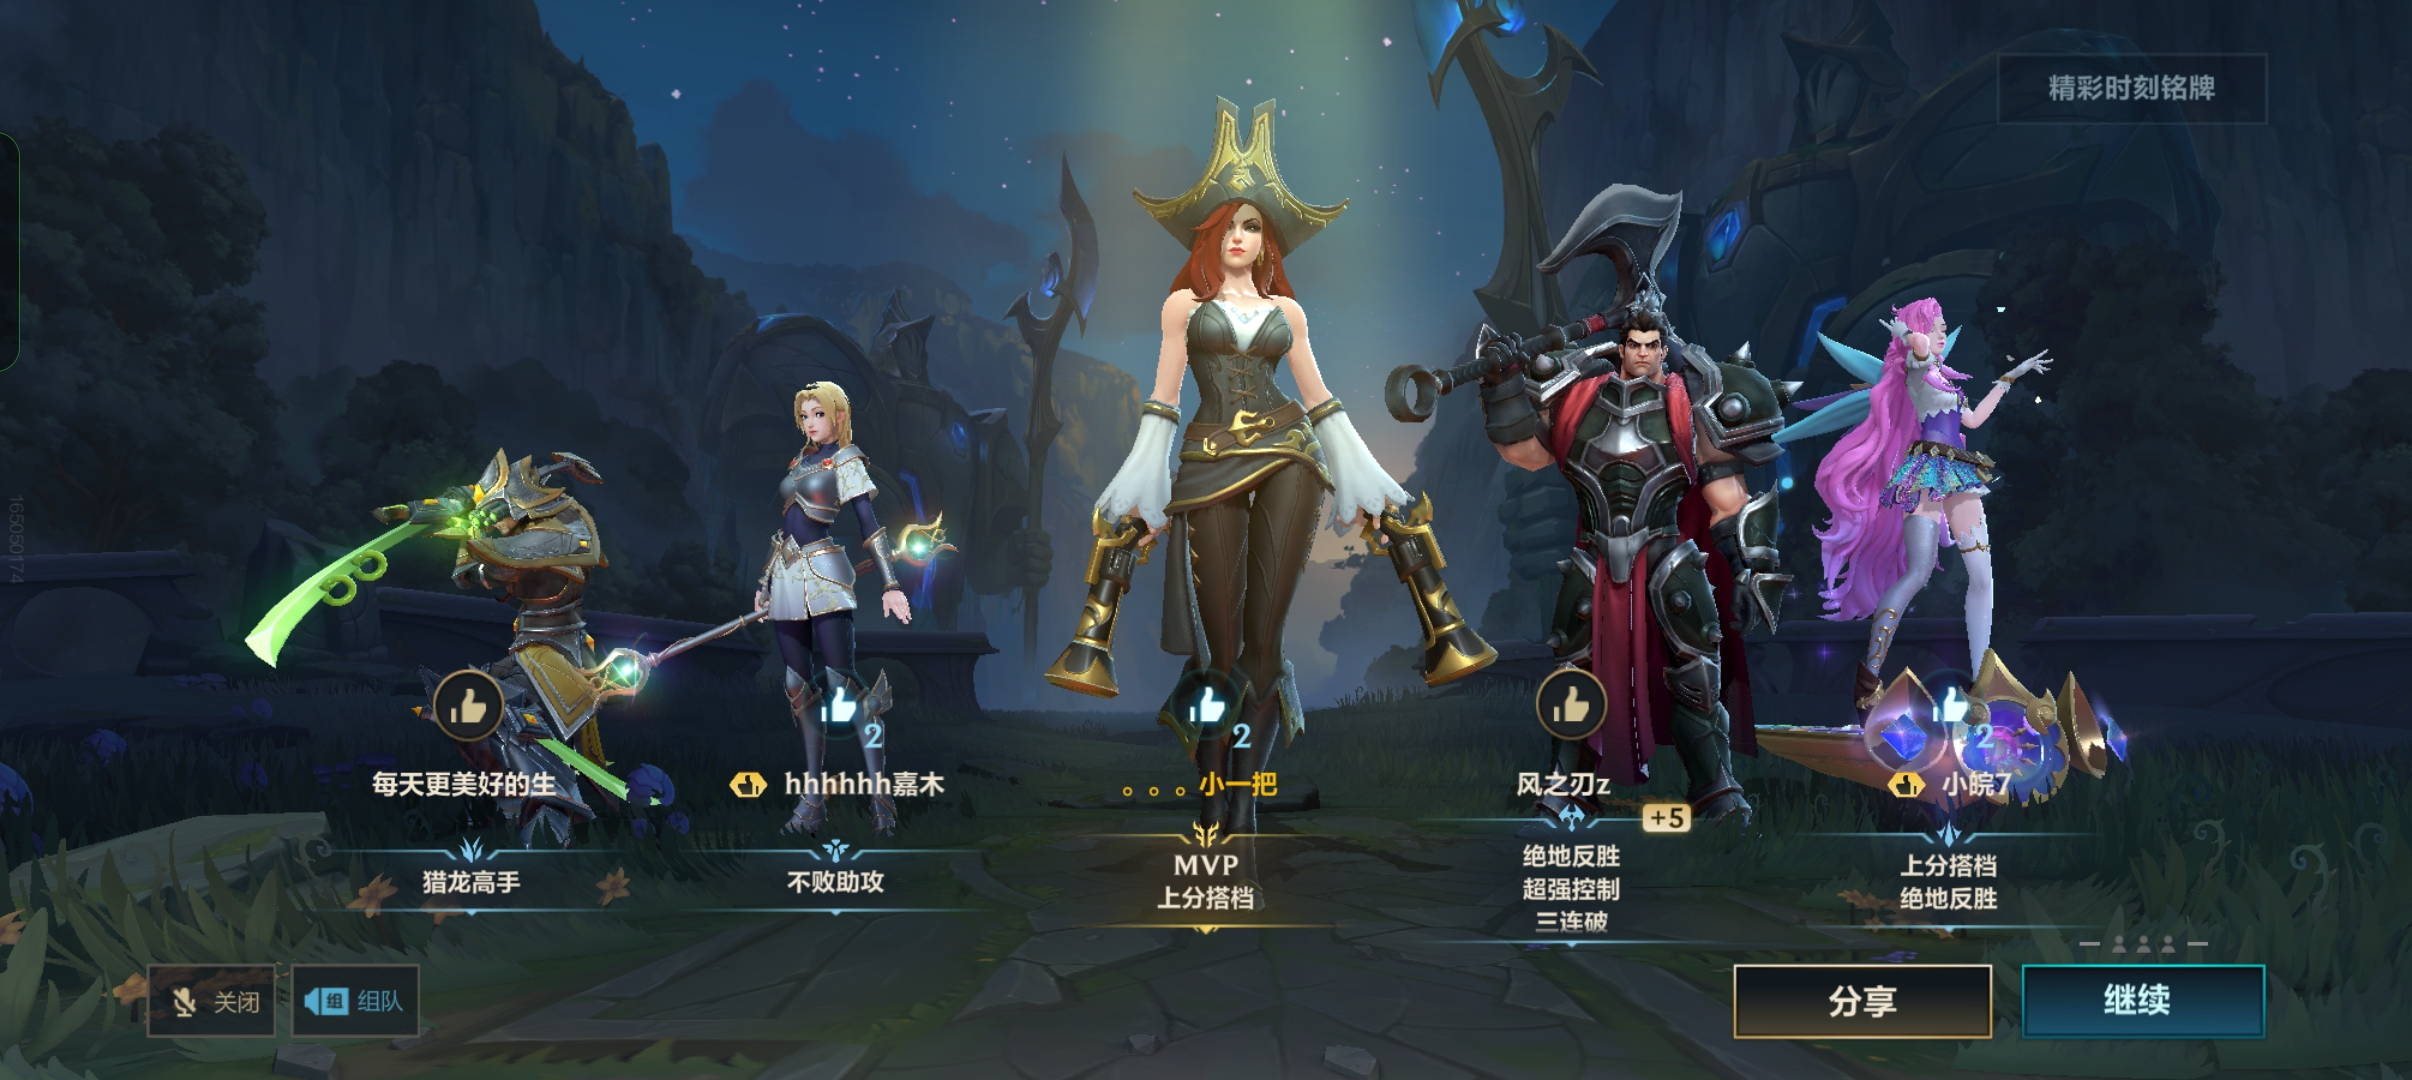 精彩时刻铭牌
165050174
2
2
2
每天更美好的生
hhhhhh嘉木
。。。小一把
风之刃z
小皖7
+5
猎龙高手
不败助攻
MVP
上分搭档
绝地反胜
超强控制
三连破
上分搭档
绝地反胜
关闭
组
组队
分享
继续